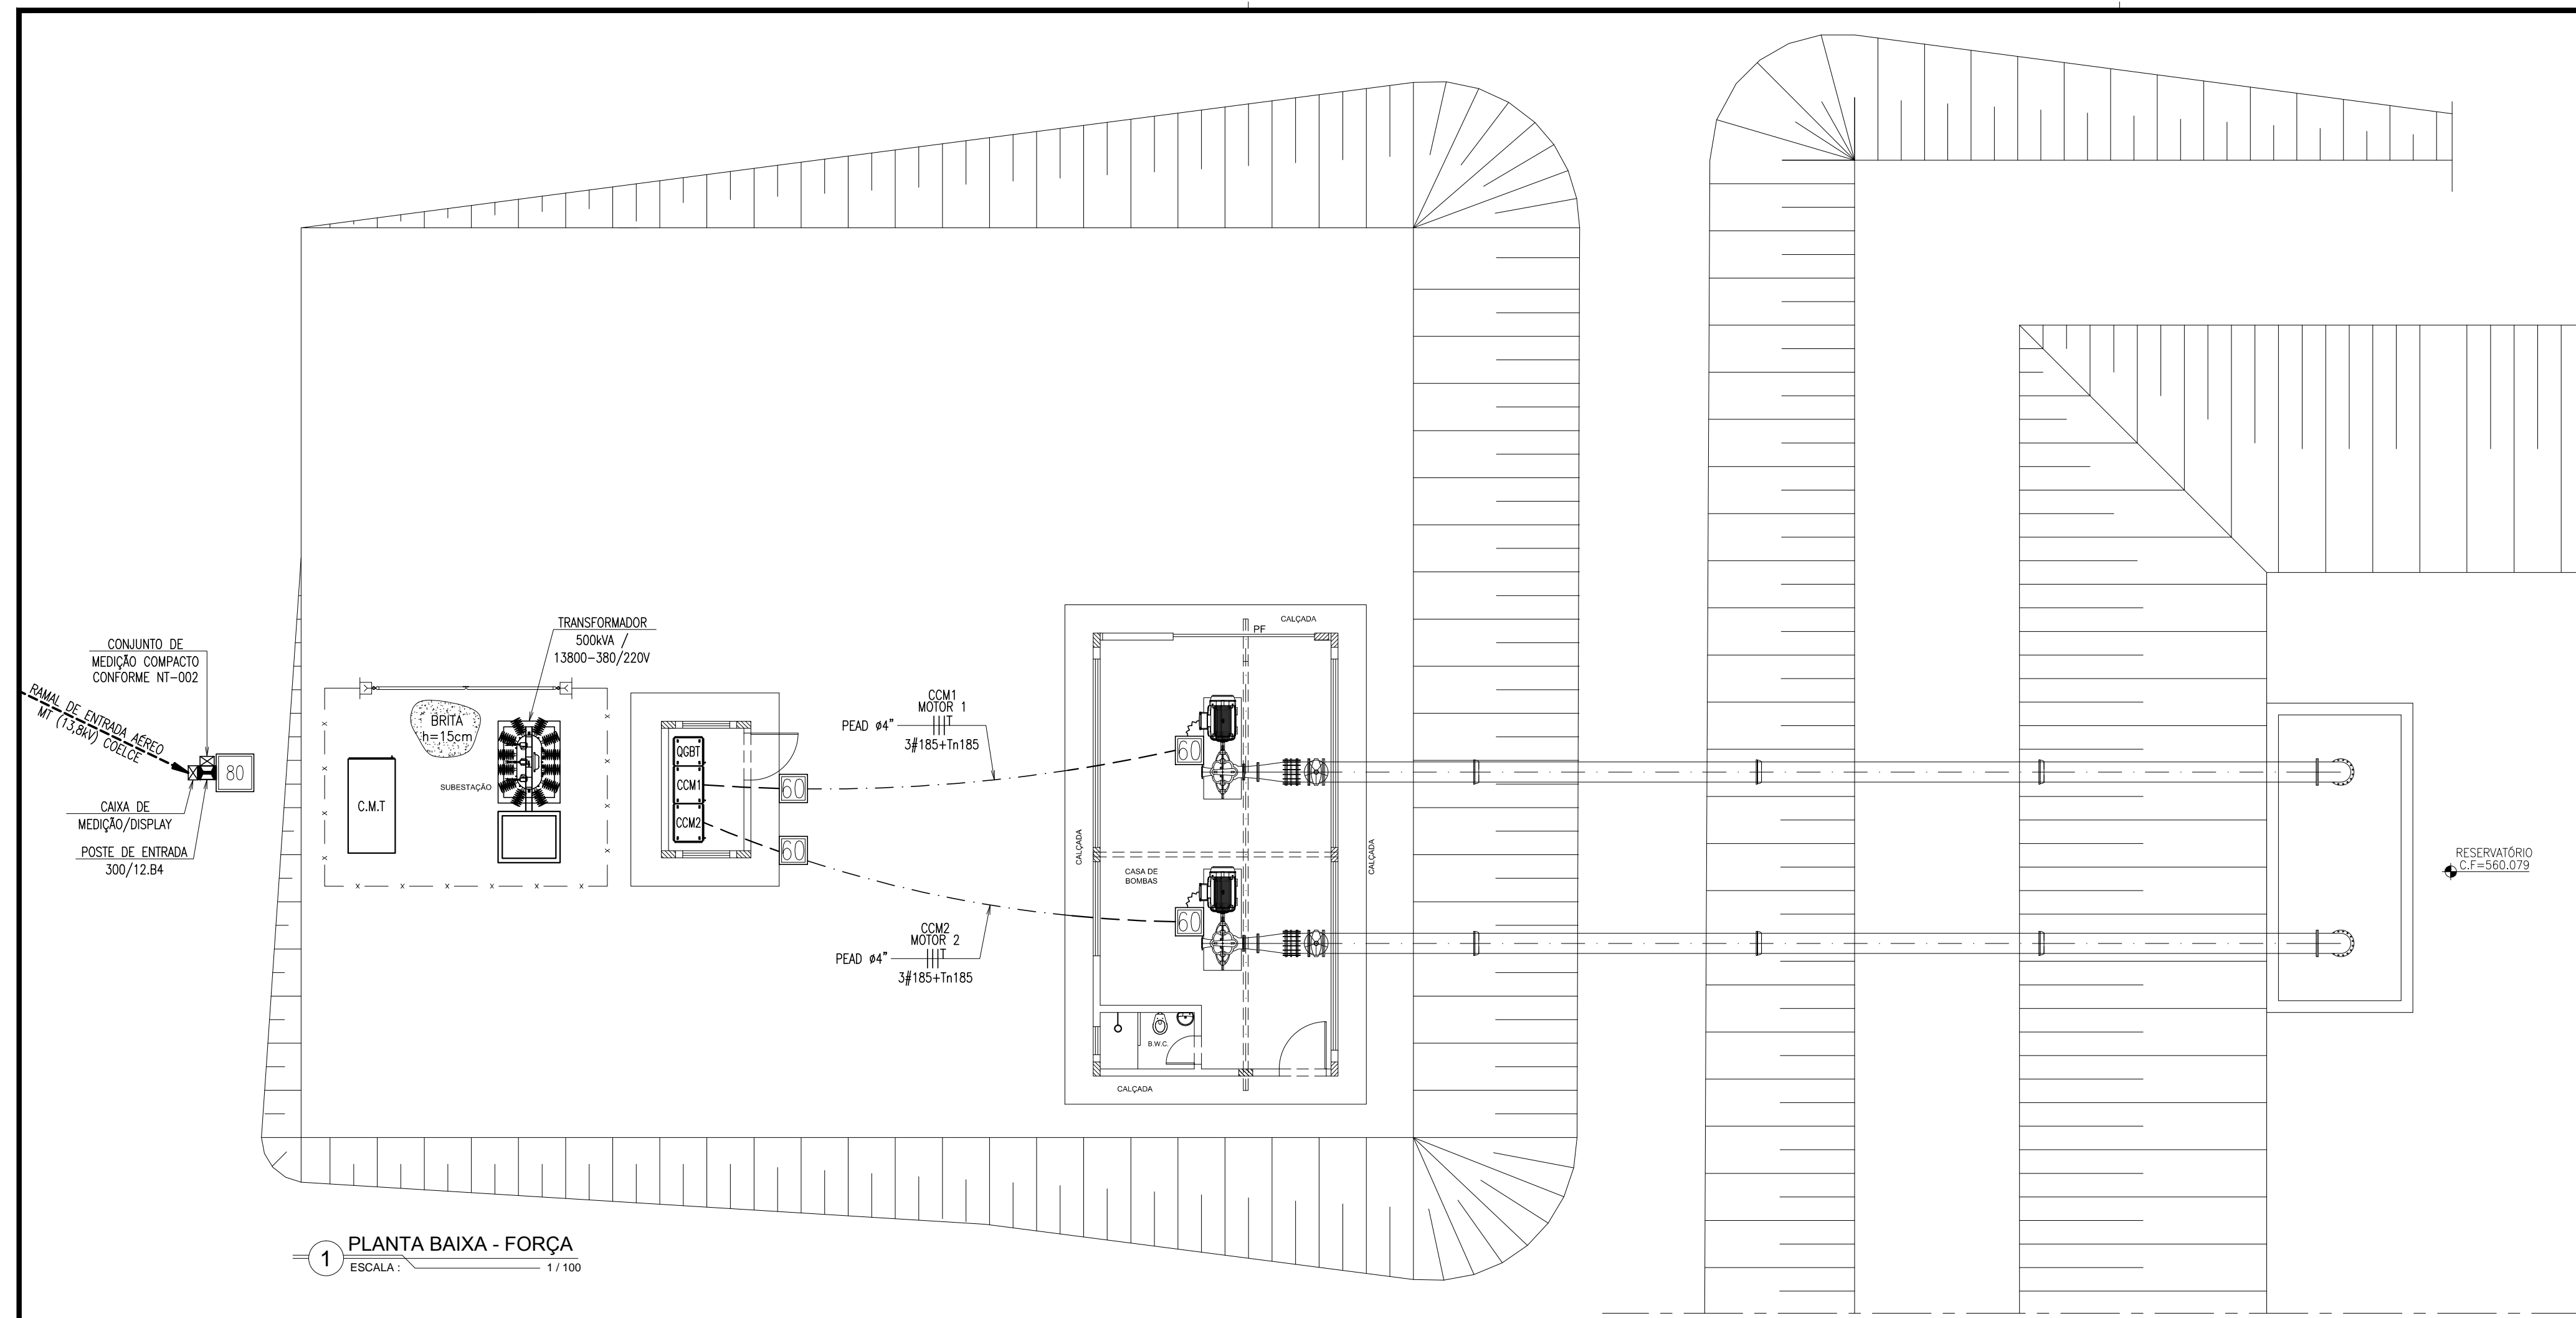 CONJUNTO DE
MEDIÇÃO COMPACTO
CONFORME NT-002
RAMAL DE ENTRADA AÉREO
MT (13,8kV) COELCE
80
CAIXA DE
MEDIÇÃO/DISPLAY
POSTE DE ENTRADA
300/12.B4
TRANSFORMADOR
500kVA /
13800-380/220V
BRITA
h=15cm
SUBESTAÇÃO
C.M.T
QGBT
CCM1
CCM2
60
60
CCM1
MOTOR 1
T
PEAD ø4"
3#185+Tn185
CCM2
MOTOR 2
T
PEAD ø4"
3#185+Tn185
CALÇADA
PF
60
CALÇADA
CALÇADA
CASA DE
BOMBAS
60
B.W.C.
CALÇADA
RESERVATÓRIO
C.F=560.079
1
PLANTA BAIXA - FORÇA
ESCALA : 1 / 100